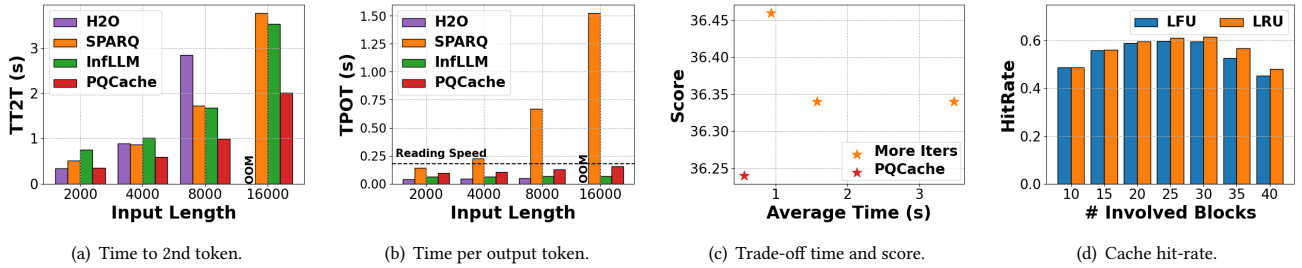 TT2T (s)
3
2
1
0
H2O
SPARQ
InfLLM
PQCache
OOM
2000 4000 8000 16000
Input Length
(a) Time to 2nd token.
TPOT (s)
1.50
1.25
1.00
0.75
0.50
0.25
0.00
H2O
SPARQ
InfLLM
PQCache
Reading Speed
OOM
2000 4000 8000 16000
Input Length
(b) Time per output token.
Score
36.45
36.40
36.35
36.30
36.25
More Iters
PQCache
1 2 3
Average Time (s)
(c) Trade-off time and score.
HitRate
0.6
0.4
0.2
0.0
LFU LRU
10 15 20 25 30 35 40
# Involved Blocks
(d) Cache hit-rate.